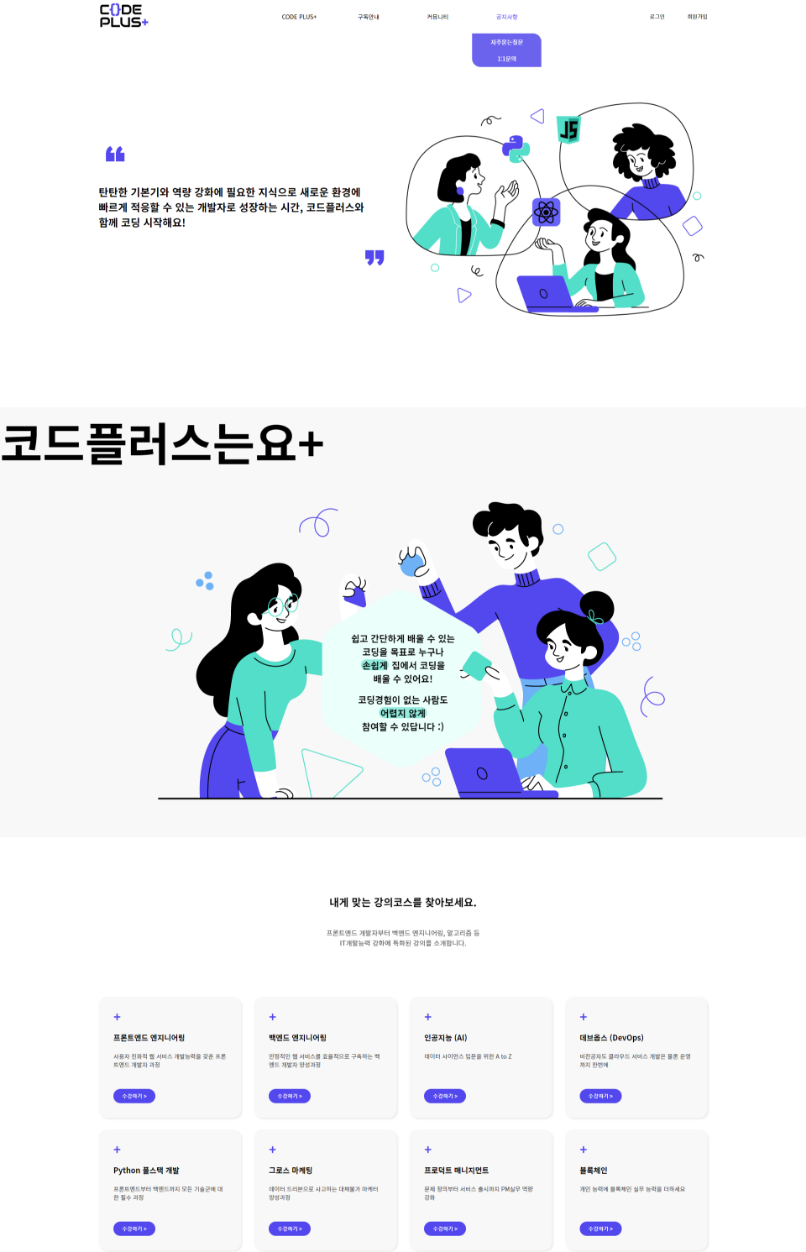 CODE
PLUS+
CODE PLUS+
구독안내
커뮤니티
공지사항
로그인
회원가입
자주묻는질문
1:1문의
JS
❝
탄탄한 기본기와 역량 강화에 필요한 지식으로 새로운 환경에
빠르게 적응할 수 있는 개발자로 성장하는 시간, 코드플러스와
함께 코딩 시작해요!
❞
코드플러스는요+
쉽고 간단하게 배울 수 있는
코딩을 목표로 누구나
손쉽게 집에서 코딩을
배울 수 있어요!
코딩경험이 없는 사람도
어렵지 않게
참여할 수 있답니다 :)
내게 맞는 강의코스를 찾아보세요.
프론트엔드 개발자부터 백엔드 엔지니어링, 알고리즘 등
IT개발능력 강화에 특화된 강의를 소개합니다.
+
프론트엔드 엔지니어링
사용자 친화적 웹 서비스 개발능력을 갖춘 프론
트엔드 개발자 과정
수강하기 >
+
백엔드 엔지니어링
안정적인 웹 서비스를 효율적으로 구축하는 백
엔드 개발자 양성과정
수강하기 >
+
인공지능 (AI)
데이터 사이언스 입문을 위한 A to Z
수강하기 >
+
데브옵스 (DevOps)
비전공자도 클라우드 서비스 개발은 물론 운영
까지 한번에
수강하기 >
+
Python 풀스택 개발
프론트엔드부터 백엔드까지 모든 기술군에 대
한 필수 과정
수강하기 >
+
그로스 마케팅
데이터 드리븐으로 사고하는 대체불가 마케터
양성과정
수강하기 >
+
프로덕트 매니지먼트
문제 정의부터 서비스 출시까지 PM실무 역량
강화
수강하기 >
+
블록체인
개인 능력에 블록체인 실무 능력을 더하세요
수강하기 >